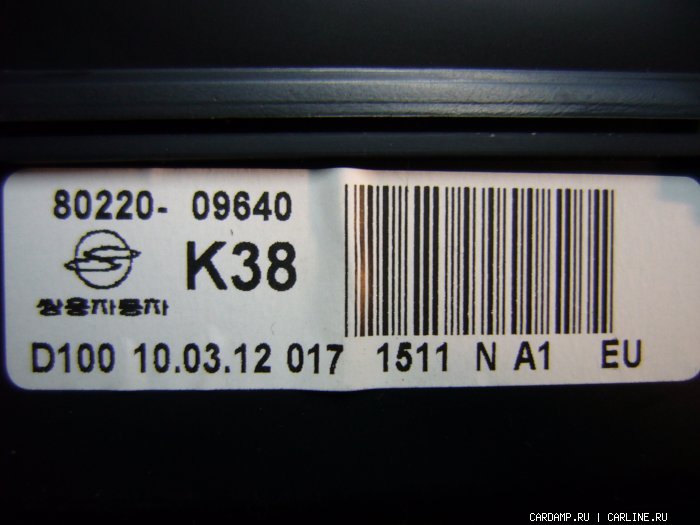 80220- 09640
K38
쌍용자동차
D100 10.03.12 017 1511 N A1 EU
CARDAMP.RU | CARLINE.RU